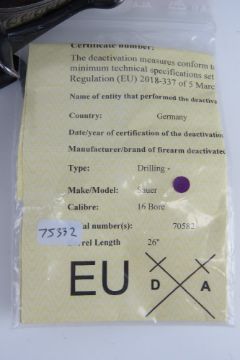 Certificate number:
The deactivation measures conform t
minimum technical specifications set
Regulation (EU) 2018-337 of 5 Marc
Name of entity that performed the deactiva
Country: Germany
Date/year of certification of the deactivation
Manufacturer/brand of firearm deactivated
Type: Drilling -
Make/Model: Sauer
Calibre: 16 Bore
al number(s): 70582
75332
rel Length 26"
EU
D A